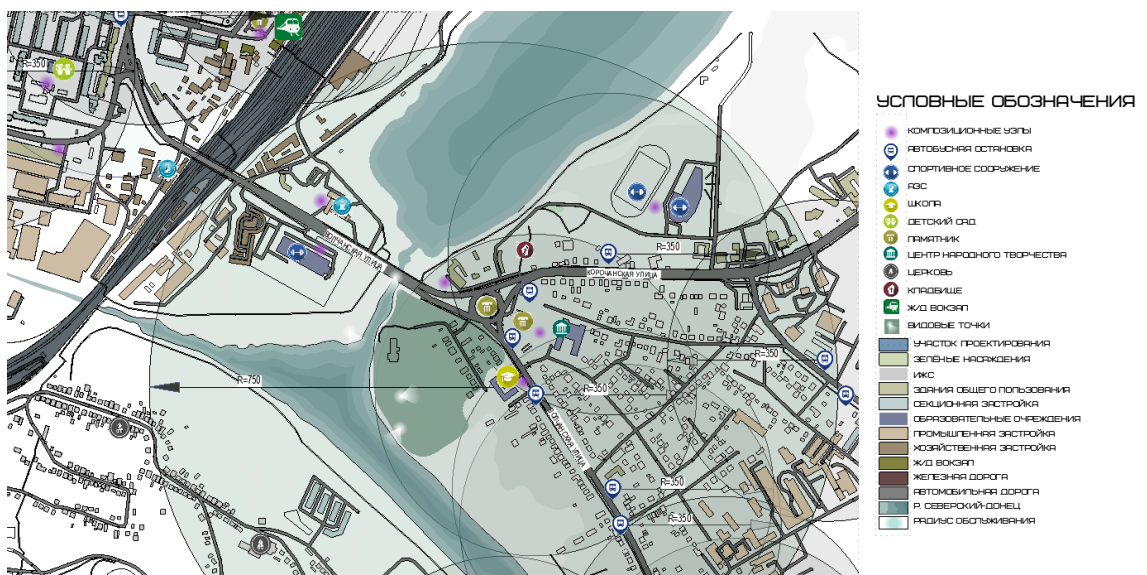 R=350
ВОЛЧАНСКАЯ УЛИЦА
R=350
КОРОЧАНСКАЯ УЛИЦА
R=350
R=750
R=350
R=350
R=350
УСЛОВНЫЕ ОБОЗНАЧЕНИЯ
КОМПОЗИЦИОННЫЕ УЗЛЫ
АВТОБУСНАЯ ОСТАНОВКА
СПОРТИВНОЕ СООРУЖЕНИЕ
АЗС
ШКОЛА
ДЕТСКИЙ САД
ПАМЯТНИК
ЦЕНТР НАРОДНОГО ТВОРЧЕСТВА
ЦЕРКОВЬ
КЛАДБИЩЕ
Ж/Д ВОКЗАЛ
ВИДОВЫЕ ТОЧКИ
УЧАСТОК ПРОЕКТИРОВАНИЯ
ЗЕЛЁНЫЕ НАСАЖДЕНИЯ
ИЖС
ЗДАНИЯ ОБЩЕГО ПОЛЬЗОВАНИЯ
СЕКЦИОННАЯ ЗАСТРОЙКА
ОБРАЗОВАТЕЛЬНЫЕ ОЧРЕЖДЕНИЯ
ПРОМЫШЛЕННАЯ ЗАСТРОЙКА
ХОЗЯЙСТВЕННАЯ ЗАСТРОЙКА
Ж/Д ВОКЗАЛ
ЖЕЛЕЗНАЯ ДОРОГА
АВТОМОБИЛЬНАЯ ДОРОГА
Р. СЕВЕРСКИЙ-ДОНЕЦ
РАДИУС ОБСЛУЖИВАНИЯ